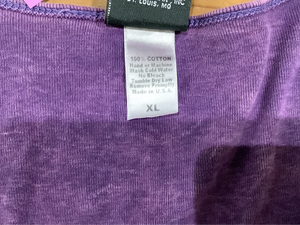 INC
ST. LOUIS, MO
100% COTTON
Hand or Machine
Wash Cold Water
No Bleach
Tumble Dry Low
Remove Promptly
Made in U.S.A.
XL